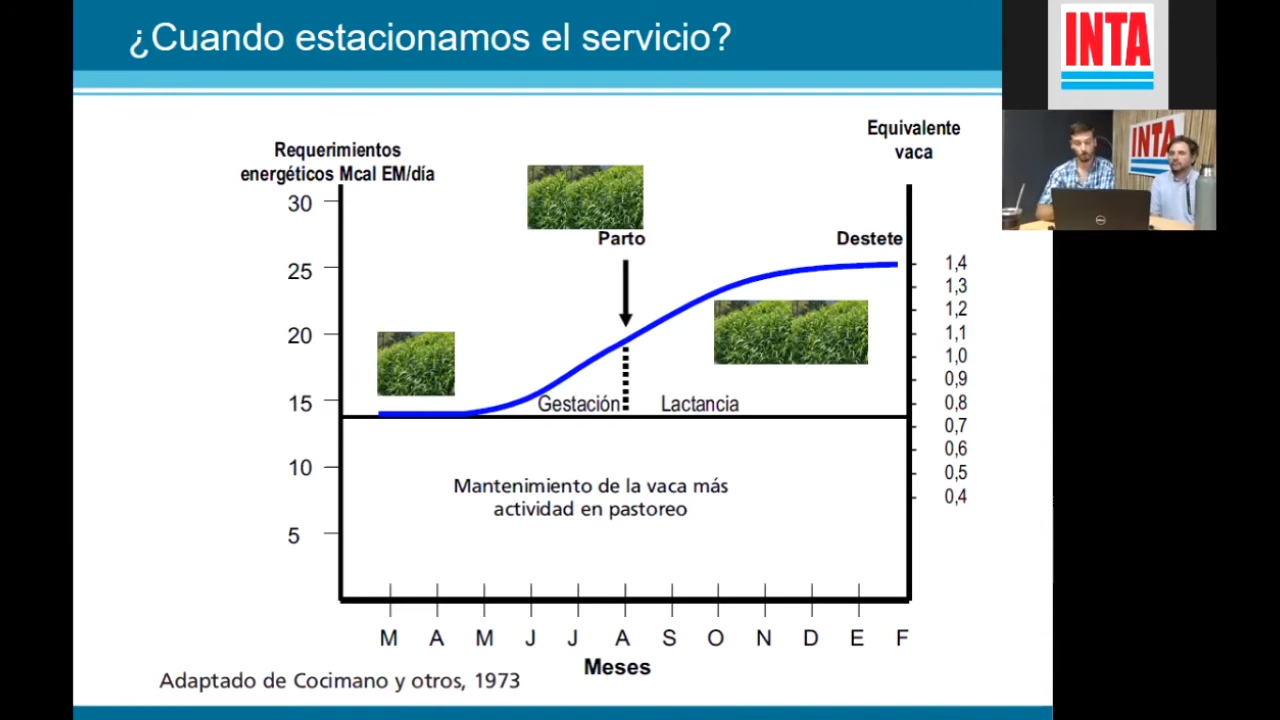 ¿Cuando estacionamos el servicio?
INTA
INTA
Equivalente
vaca
Requerimientos
energéticos Mcal EM/día
30
25
20
15
10
5
Parto
Destete
1,4
1,3
1,2
1,1
1,0
0,9
0,8
0,7
0,6
0,5
0,4
Gestación
Lactancia
Mantenimiento de la vaca más
actividad en pastoreo
M A M J J A S O N D E F
Meses
Adaptado de Cocimano y otros, 1973
DELL